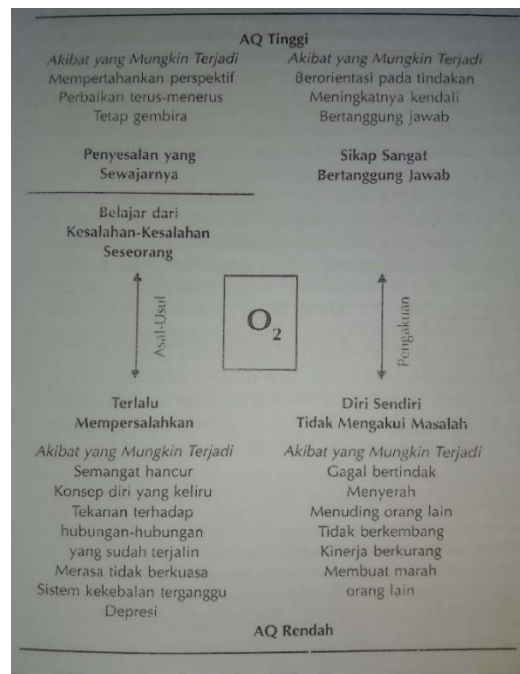 AQ Tinggi
Akibat yang Mungkin Terjadi
Mempertahankan perspektif
Perbaikan terus-menerus
Tetap gembira
Penyesalan yang
Sewajarnya
Belajar dari
Kesalahan-Kesalahan
Seseorang
Akibat yang Mungkin Terjadi
Berorientasi pada tindakan
Meningkatnya kendali
Bertanggung jawab
Sikap Sangat
Bertanggung Jawab
Asal-Usul
O2
Pengakuan
Terlalu
Mempersalahkan
Akibat yang Mungkin Terjadi
Semangat hancur
Konsep diri yang keliru
Tekanan terhadap
hubungan-hubungan
yang sudah terjalin
Merasa tidak berkuasa
Sistem kekebalan terganggu
Depresi
Diri Sendiri
Tidak Mengakui Masalah
Akibat yang Mungkin Terjadi
Gagal bertindak
Menyerah
Menuding orang lain
Tidak berkembang
Kinerja berkurang
Membuat marah
orang lain
AQ Rendah